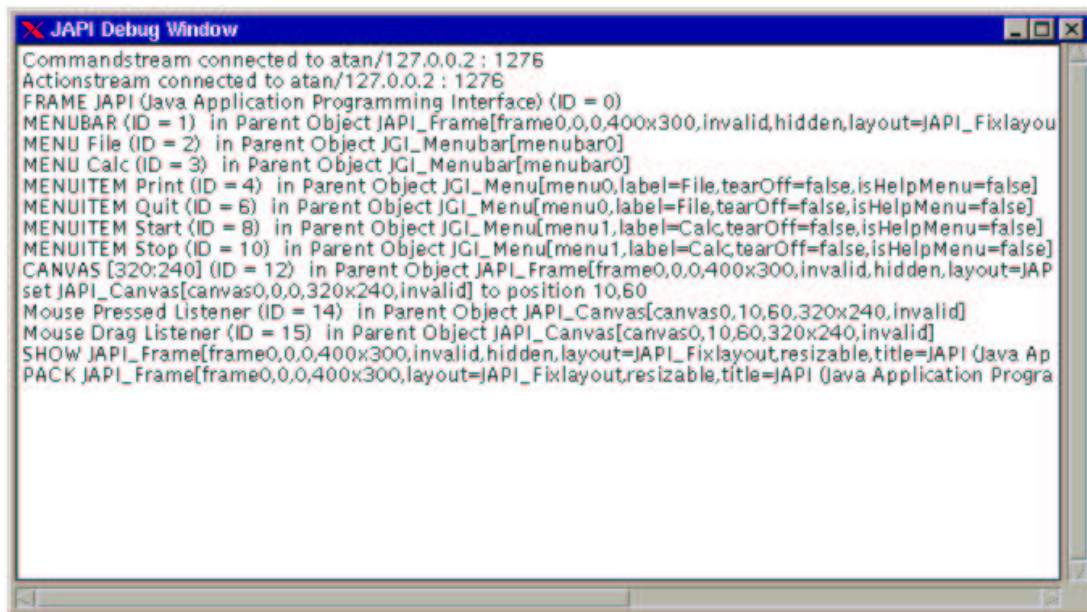 JAPI Debug Window
Commandstream connected to atan/127.0.0.2 : 1276
Actionstream connected to atan/127.0.0.2 : 1276
FRAME JAPI (Java Application Programming Interface) (ID = 0)
MENUBAR (ID = 1)  in Parent Object JAPI_Frame[frame0,0,0,400x300,invalid,hidden,layout=JAPI_Fixlayou
MENU File (ID = 2)  in Parent Object JGI_Menubar[menubar0]
MENU Calc (ID = 3)  in Parent Object JGI_Menubar[menubar0]
MENUITEM Print (ID = 4)  in Parent Object JGI_Menu[menu0,label=File,tearOff=false,isHelpMenu=false]
MENUITEM Quit (ID = 6)  in Parent Object JGI_Menu[menu0,label=File,tearOff=false,isHelpMenu=false]
MENUITEM Start (ID = 8)  in Parent Object JGI_Menu[menu1,label=Calc,tearOff=false,isHelpMenu=false]
MENUITEM Stop (ID = 10)  in Parent Object JGI_Menu[menu1,label=Calc,tearOff=false,isHelpMenu=false]
CANVAS [320:240] (ID = 12)  in Parent Object JAPI_Frame[frame0,0,0,400x300,invalid,hidden,layout=JAP
set JAPI_Canvas[canvas0,0,0,320x240,invalid] to position 10,60
Mouse Pressed Listener (ID = 14)  in Parent Object JAPI_Canvas[canvas0,10,60,320x240,invalid]
Mouse Drag Listener (ID = 15)  in Parent Object JAPI_Canvas[canvas0,10,60,320x240,invalid]
SHOW JAPI_Frame[frame0,0,0,400x300,invalid,hidden,layout=JAPI_Fixlayout,resizable,title=JAPI (Java Ap
PACK JAPI_Frame[frame0,0,0,400x300,layout=JAPI_Fixlayout,resizable,title=JAPI (Java Application Progra